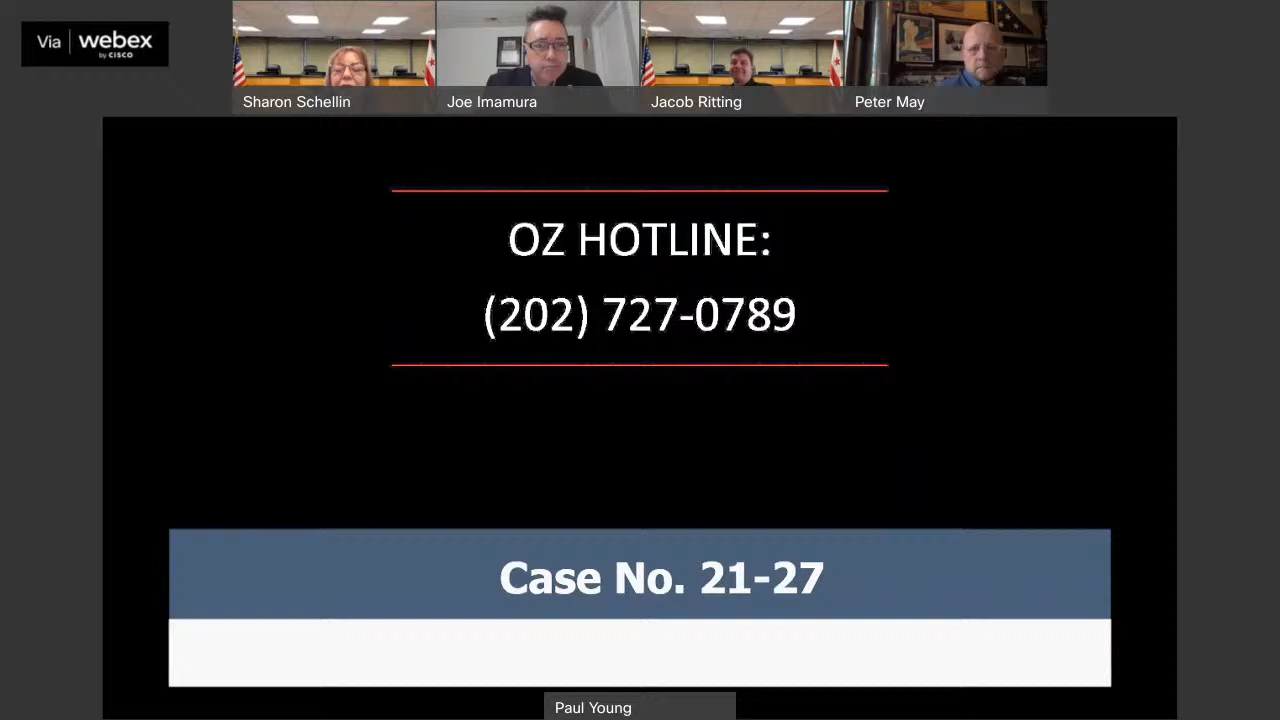 Via webex
by CISCO
Sharon Schellin
Joe Imamura
Jacob Ritting
Peter May
OZ HOTLINE:
(202) 727-0789
Case No. 21-27
Paul Young